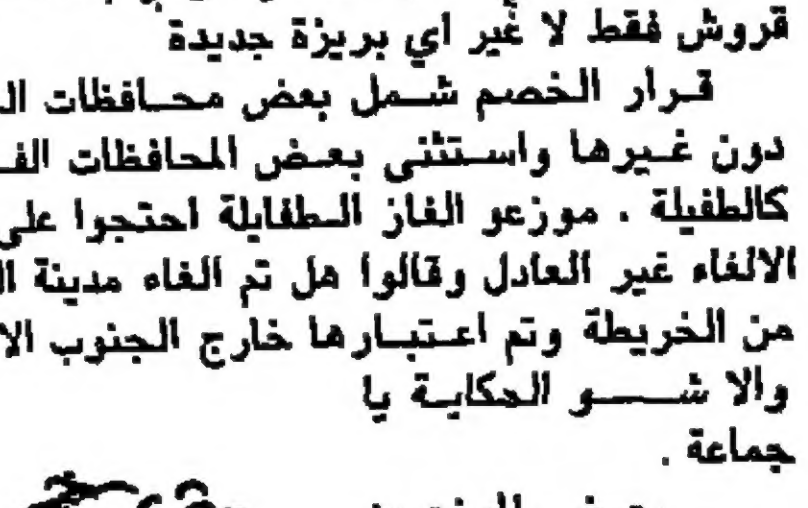 قروش فقط لا غير اي بريزة جديدة
قرار الخصم شمل بعض محافظات
دون غيرها واستثنى بعض المحافظات
كالطفيلة . موزعو الغاز الطفايلة احتجوا على
الالغاء غير العادل وقالوا هل تم الغاء مدينة
من الخريطة وتم اعتبارها خارج الجنوب
والا شو الحكاية يا
جماعة .